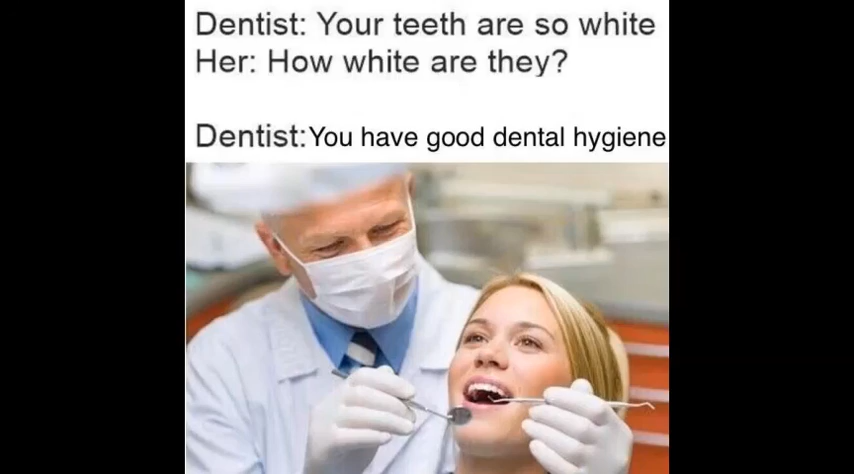 Dentist: Your teeth are so white
Her: How white are they?
Dentist:You have good dental hygiene